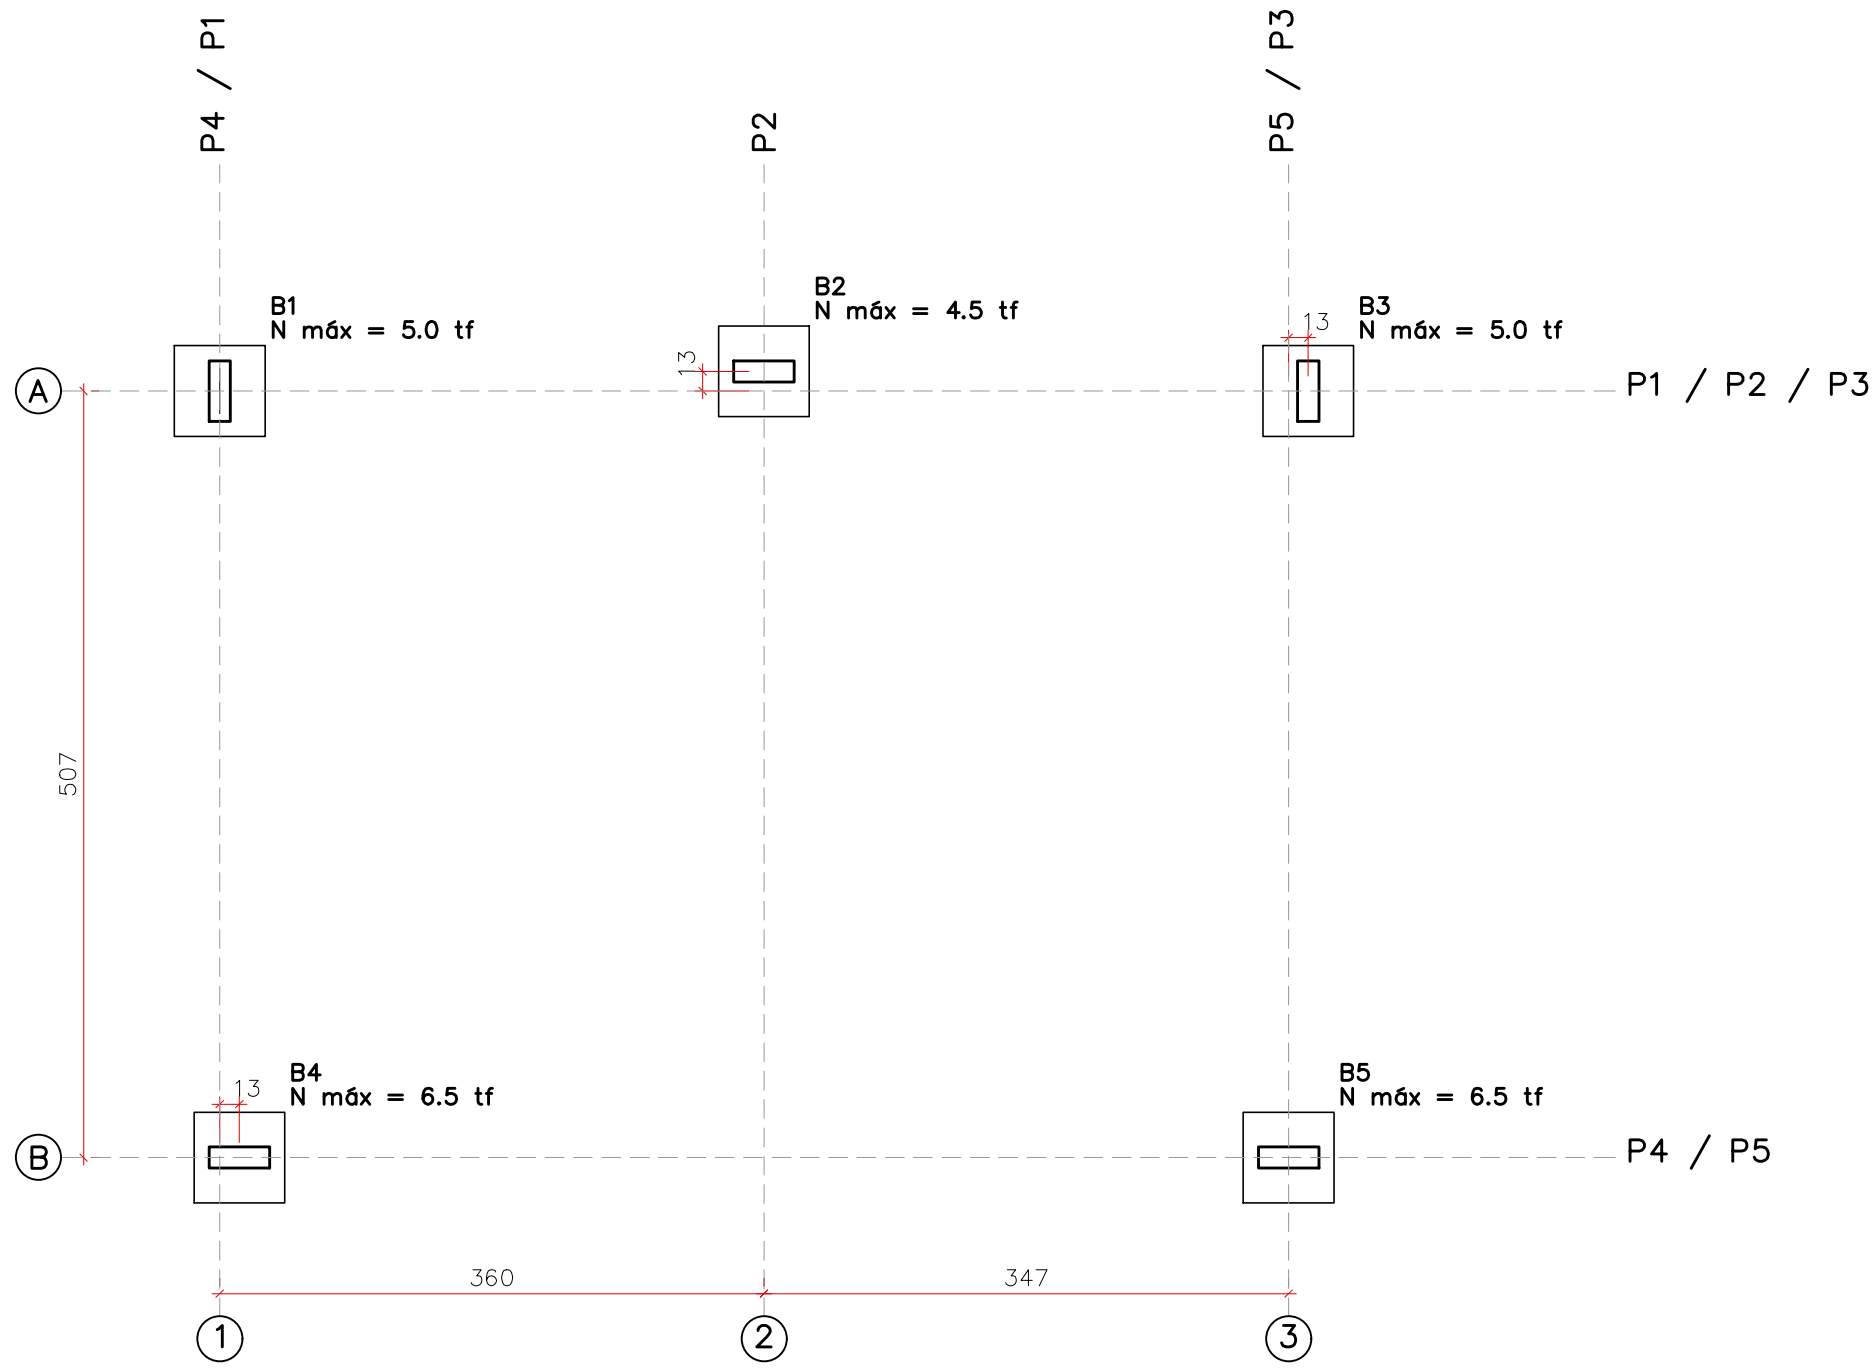 P4 / P1
P2
P5 / P3
B1
N máx = 5.0 tf
B2
N máx = 4.5 tf
B3
N máx = 5.0 tf
13
13
A
P1 / P2 / P3
507
B4
N máx = 6.5 tf
13
B5
N máx = 6.5 tf
B
P4 / P5
360
347
1
2
3